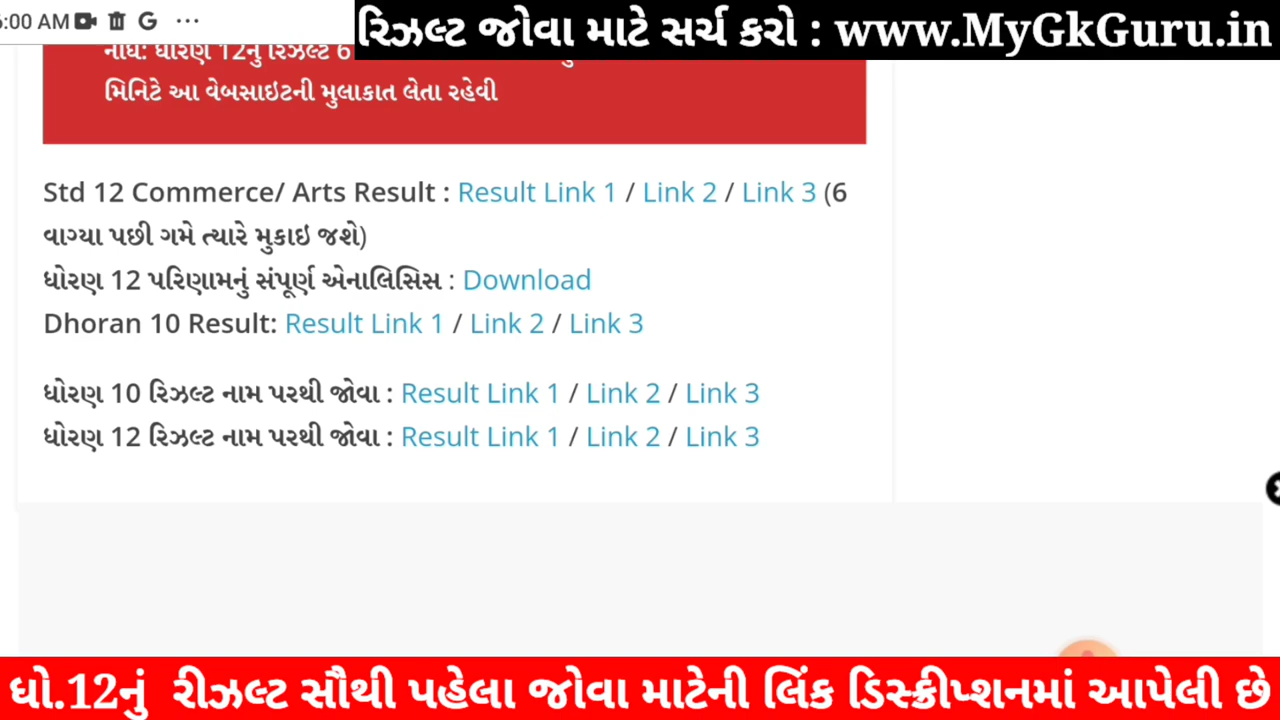 :00 AM G ...
રિઝલ્ટ જોવા માટે સર્ચ કરો : www.MyGkGuru.in
નોંધ: ધોરણ 12નું રિઝલ્ટ 6
મિનિટે આ વેબસાઇટની મુલાકાત લેતા રહેવી
Std 12 Commerce/ Arts Result : Result Link 1 / Link 2 / Link 3 (6
વાગ્યા પછી ગમે ત્યારે મુકાઇ જશે)
ધોરણ 12 પરિણામનું સંપૂર્ણ એનાલિસિસ : Download
Dhoran 10 Result: Result Link 1 / Link 2 / Link 3
ધોરણ 10 રિઝલ્ટ નામ પરથી જોવા : Result Link 1 / Link 2 / Link 3
ધોરણ 12 રિઝલ્ટ નામ પરથી જોવા : Result Link 1 / Link 2 / Link 3
ધો.12નું રીઝલ્ટ સૌથી પહેલા જોવા માટેની લિંક ડિસ્ક્રીપ્શનમાં આપેલી છે